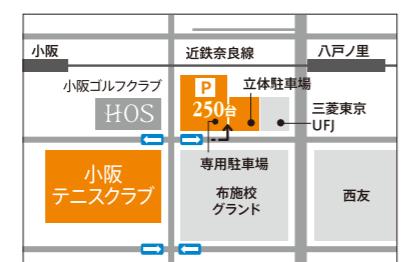 小阪
近鉄奈良線
八戸ノ里
小阪ゴルフクラブ
HOS
P
250台
立体駐車場
三菱東京
UFJ
小阪
テニスクラブ
専用駐車場
布施校
グランド
西友